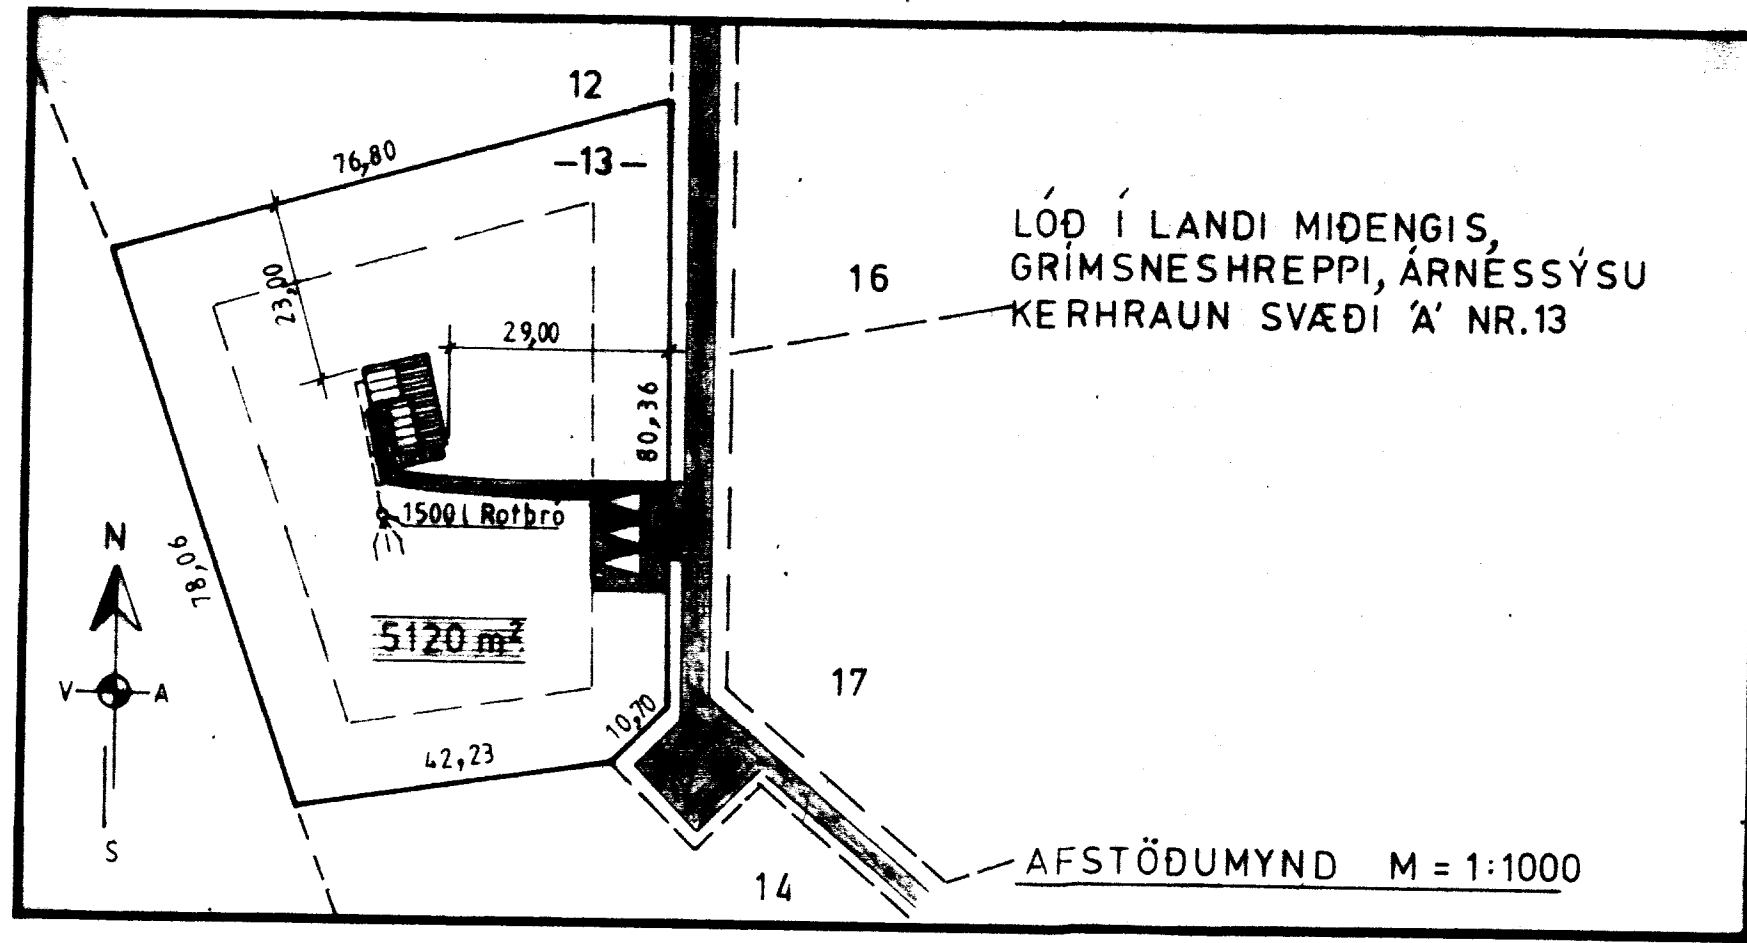 12
76,80
-13-
LÓÐ Í LANDI MIÐENGIS,
GRÍMSNESHREPPI, ÁRNESSÝSU
KERHRAUN SVÆÐI 'A' NR.13
16
23,00
29,00
80,36
1500 l Rotþró
N
78,06
5120 m²
V A
17
10,70
42,23
S
AFSTÖÐUMYND M = 1:1000
14